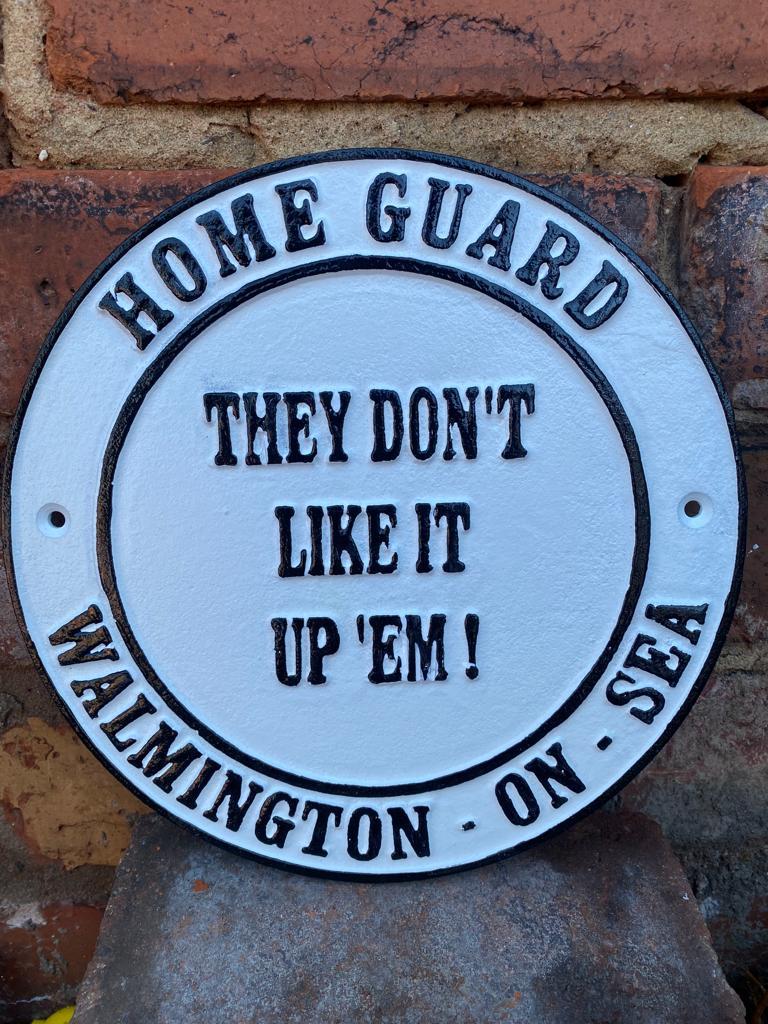 HOME GUARD
THEY DON'T
LIKE IT
UP 'EM!
WALMINGTON - ON - SEA